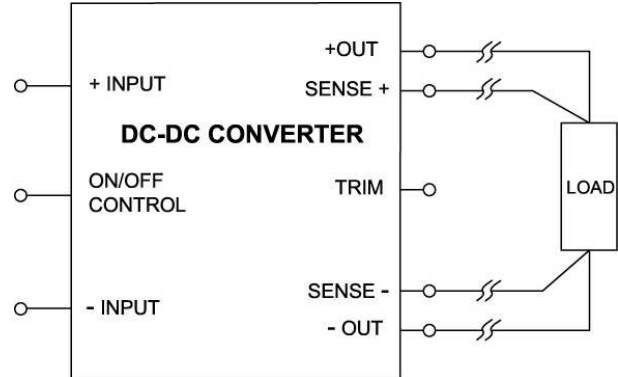 +OUT
+ INPUT
SENSE +
DC-DC CONVERTER
ON/OFF
CONTROL
TRIM
LOAD
SENSE -
- INPUT
- OUT